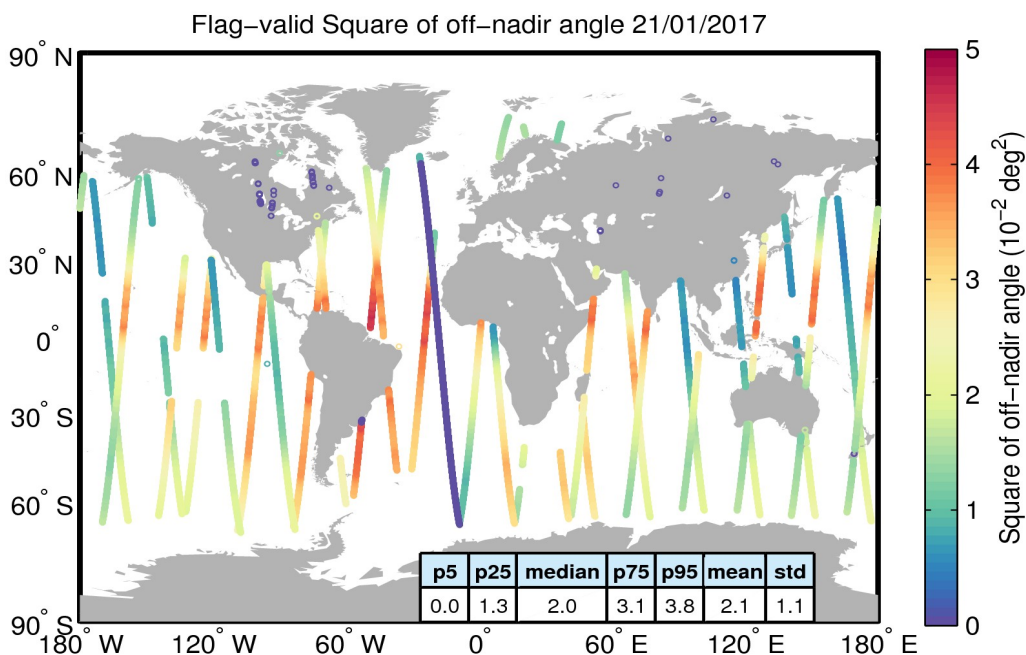 Flag−valid Square of off−nadir angle 21/01/2017
90° N
60° N
30° N
0°
30° S
60° S
90° S
180° W
120° W
60° W
0°
60° E
120° E
180° E
p5 p25 median p75 p95 mean std
0.0 1.3 2.0 3.1 3.8 2.1 1.1
5
4
3
2
1
0
Square of off−nadir angle (10⁻² deg²)